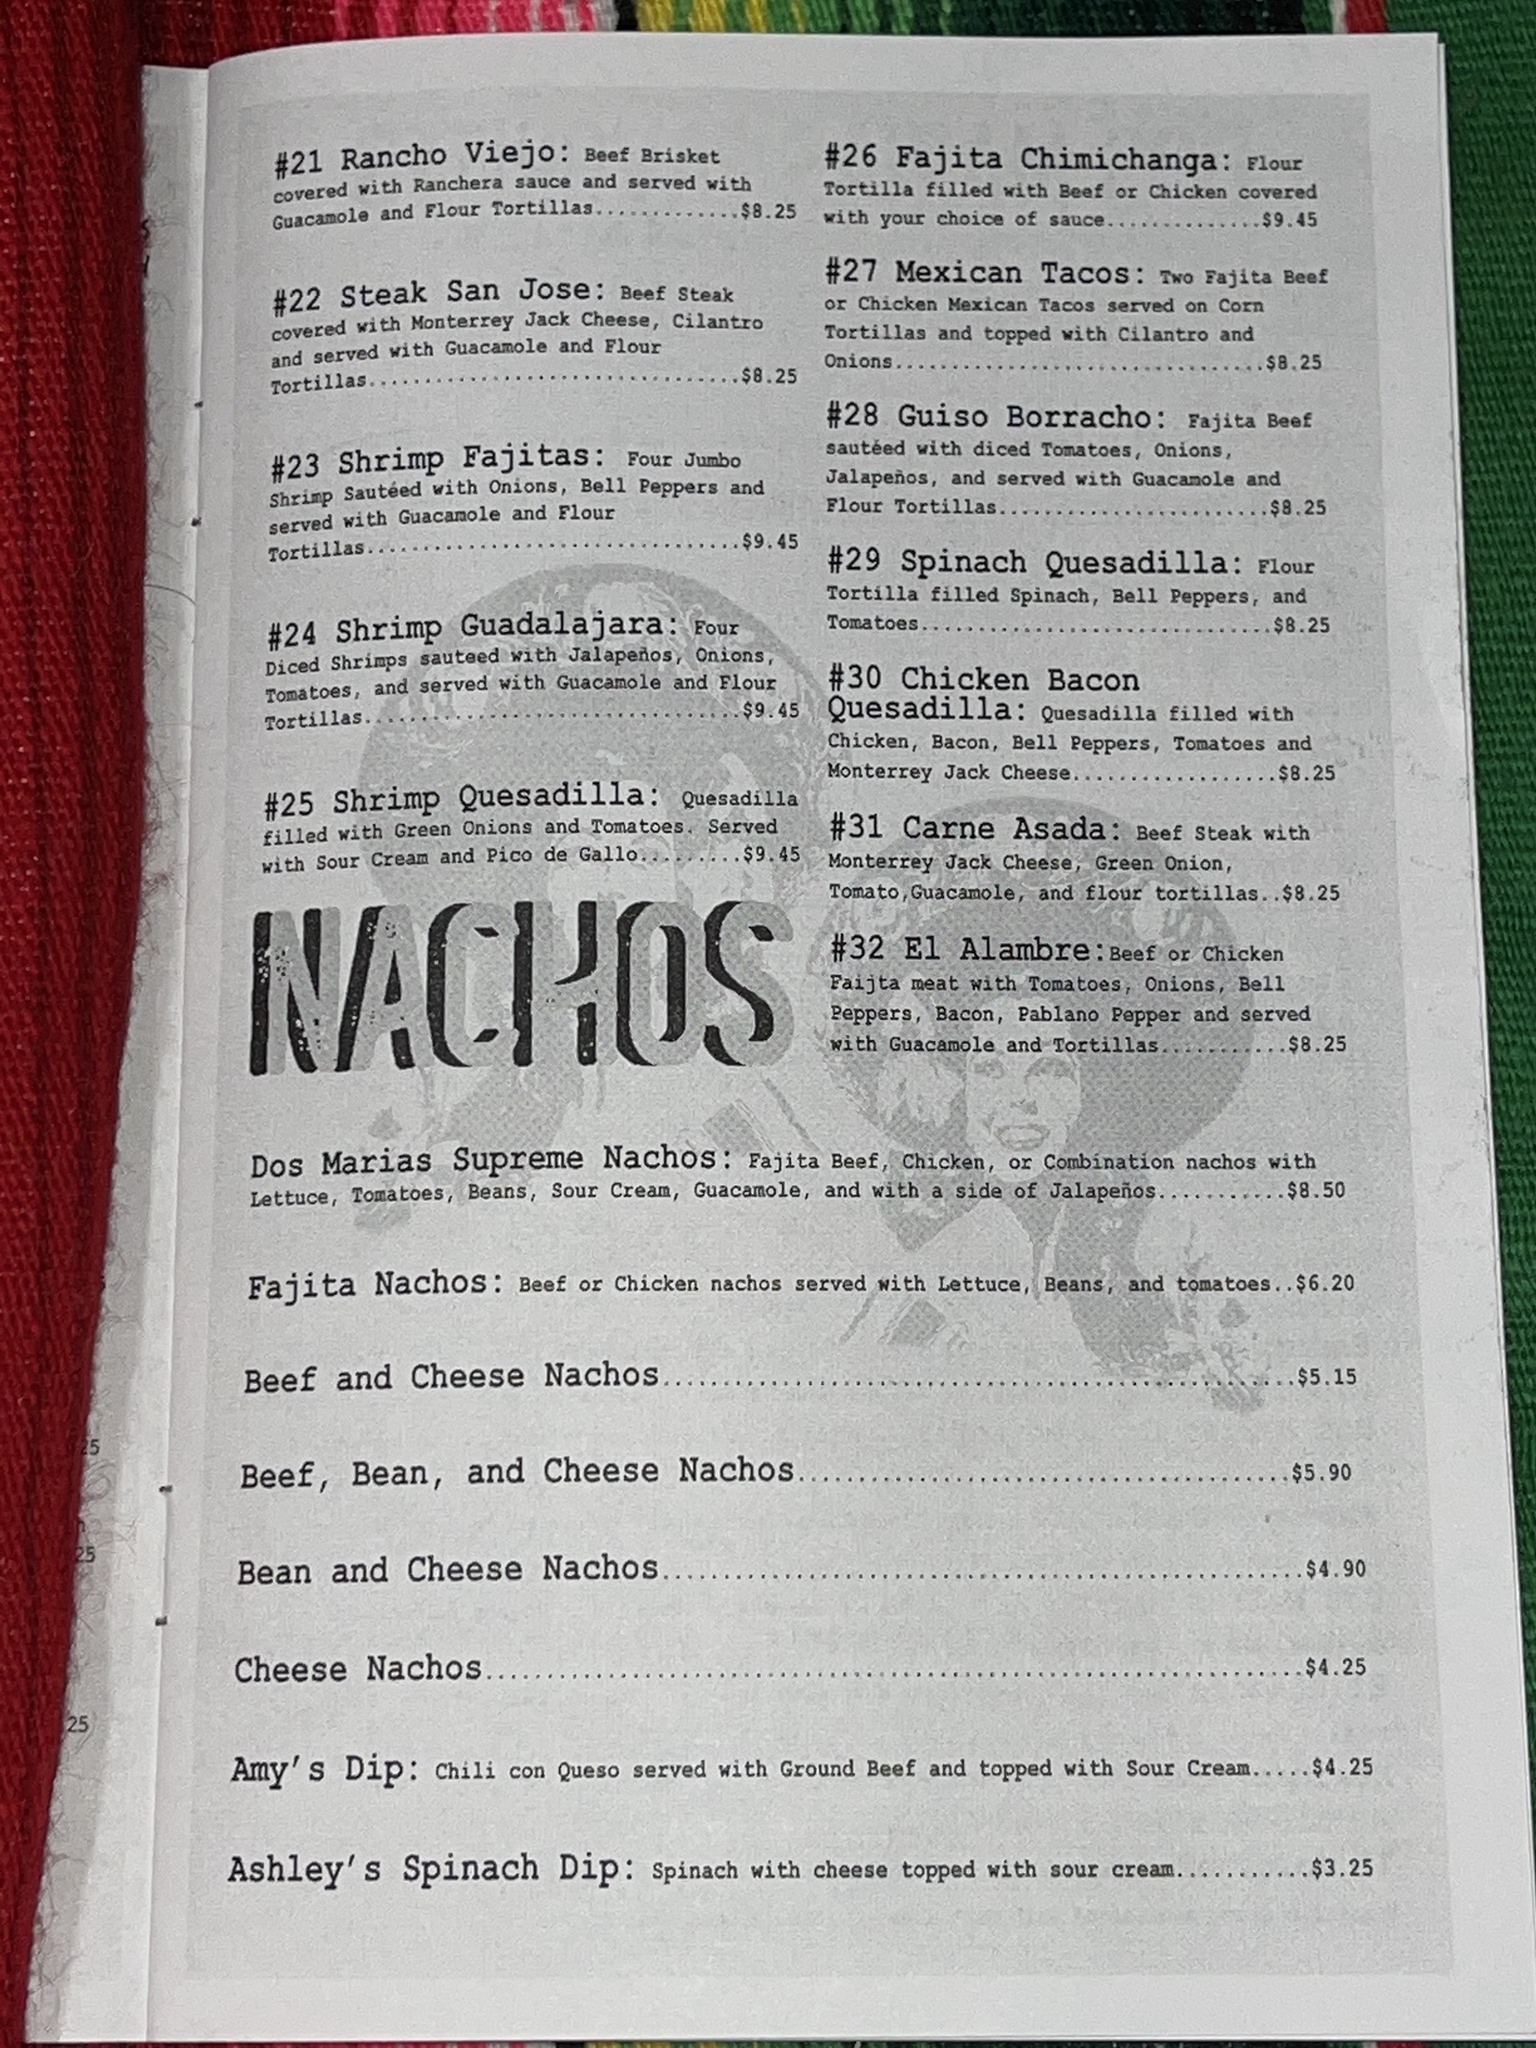 #21 Rancho Viejo: Beef Brisket
covered with Ranchera sauce and served with
Guacamole and Flour Tortillas.............$8.25
#22 Steak San Jose: Beef Steak
covered with Monterrey Jack Cheese, Cilantro
and served with Guacamole and Flour
Tortillas.................................$8.25
#23 Shrimp Fajitas: Four Jumbo
Shrimp Sautéed with Onions, Bell Peppers and
served with Guacamole and Flour
Tortillas.................................$9.45
#24 Shrimp Guadalajara: Four
Diced Shrimps sauteed with Jalapeños, Onions,
Tomatoes, and served with Guacamole and Flour
Tortillas.................................$9.45
#25 Shrimp Quesadilla: Quesadilla
filled with Green Onions and Tomatoes. Served
with Sour Cream and Pico de Gallo.........$9.45
#26 Fajita Chimichanga: Flour
Tortilla filled with Beef or Chicken covered
with your choice of sauce..............$9.45
#27 Mexican Tacos: Two Fajita Beef
or Chicken Mexican Tacos served on Corn
Tortillas and topped with Cilantro and
Onions.................................$8.25
#28 Guiso Borracho: Fajita Beef
sautéed with diced Tomatoes, Onions,
Jalapeños, and served with Guacamole and
Flour Tortillas........................$8.25
#29 Spinach Quesadilla: Flour
Tortilla filled Spinach, Bell Peppers, and
Tomatoes...............................$8.25
#30 Chicken Bacon
Quesadilla: Quesadilla filled with
Chicken, Bacon, Bell Peppers, Tomatoes and
Monterrey Jack Cheese..................$8.25
#31 Carne Asada: Beef Steak with
Monterrey Jack Cheese, Green Onion,
Tomato,Guacamole, and flour tortillas..$8.25
#32 El Alambre:Beef or Chicken
Faijta meat with Tomatoes, Onions, Bell
Peppers, Bacon, Pablano Pepper and served
with Guacamole and Tortillas...........$8.25
NACHOS
Dos Marias Supreme Nachos: Fajita Beef, Chicken, or Combination nachos with
Lettuce, Tomatoes, Beans, Sour Cream, Guacamole, and with a side of Jalapeños...........$8.50
Fajita Nachos: Beef or Chicken nachos served with Lettuce, Beans, and tomatoes..$6.20
Beef and Cheese Nachos......................................................$5.15
Beef, Bean, and Cheese Nachos..........................................$5.90
Bean and Cheese Nachos......................................................$4.90
Cheese Nachos......................................................................$4.25
Amy's Dip: Chili con Queso served with Ground Beef and topped with Sour Cream.....$4.25
Ashley's Spinach Dip: Spinach with cheese topped with sour cream...........$3.25